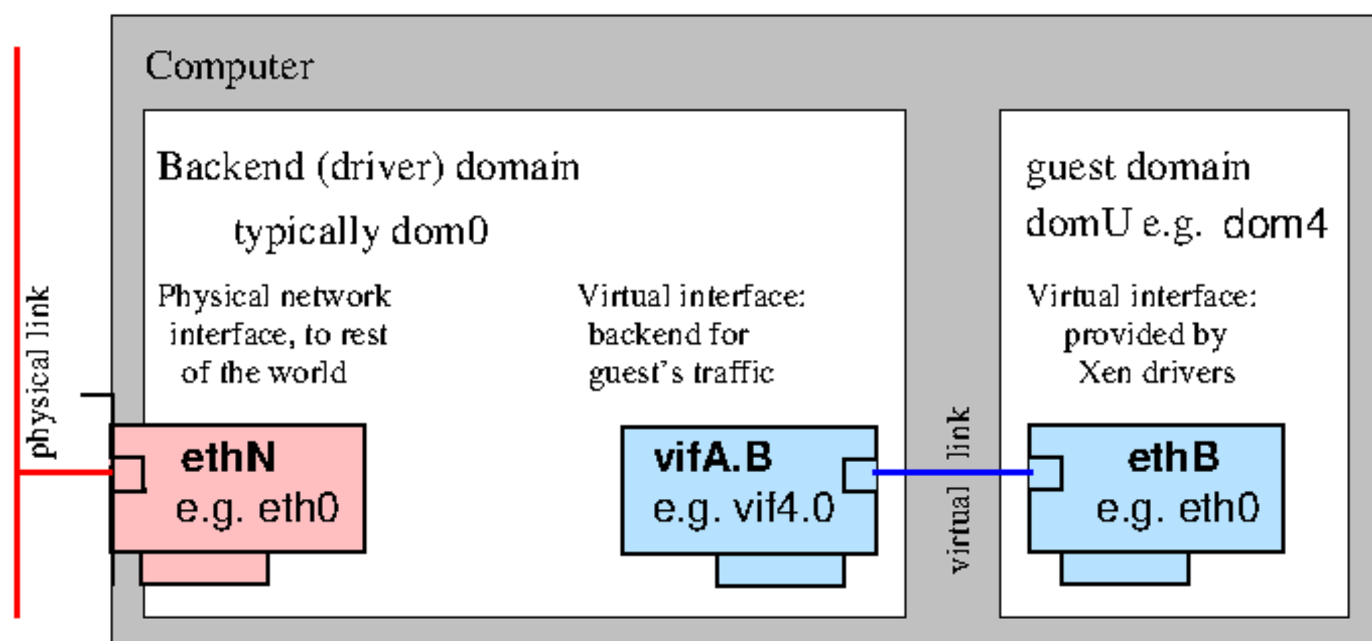 Computer
Backend (driver) domain
typically dom0
Physical network
interface, to rest
of the world
Virtual interface:
backend for
guest's traffic
guest domain
domU e.g. dom4
Virtual interface:
provided by
Xen drivers
physical link
ethN
e.g. eth0
vifA.B
e.g. vif4.0
virtual link
ethB
e.g. eth0